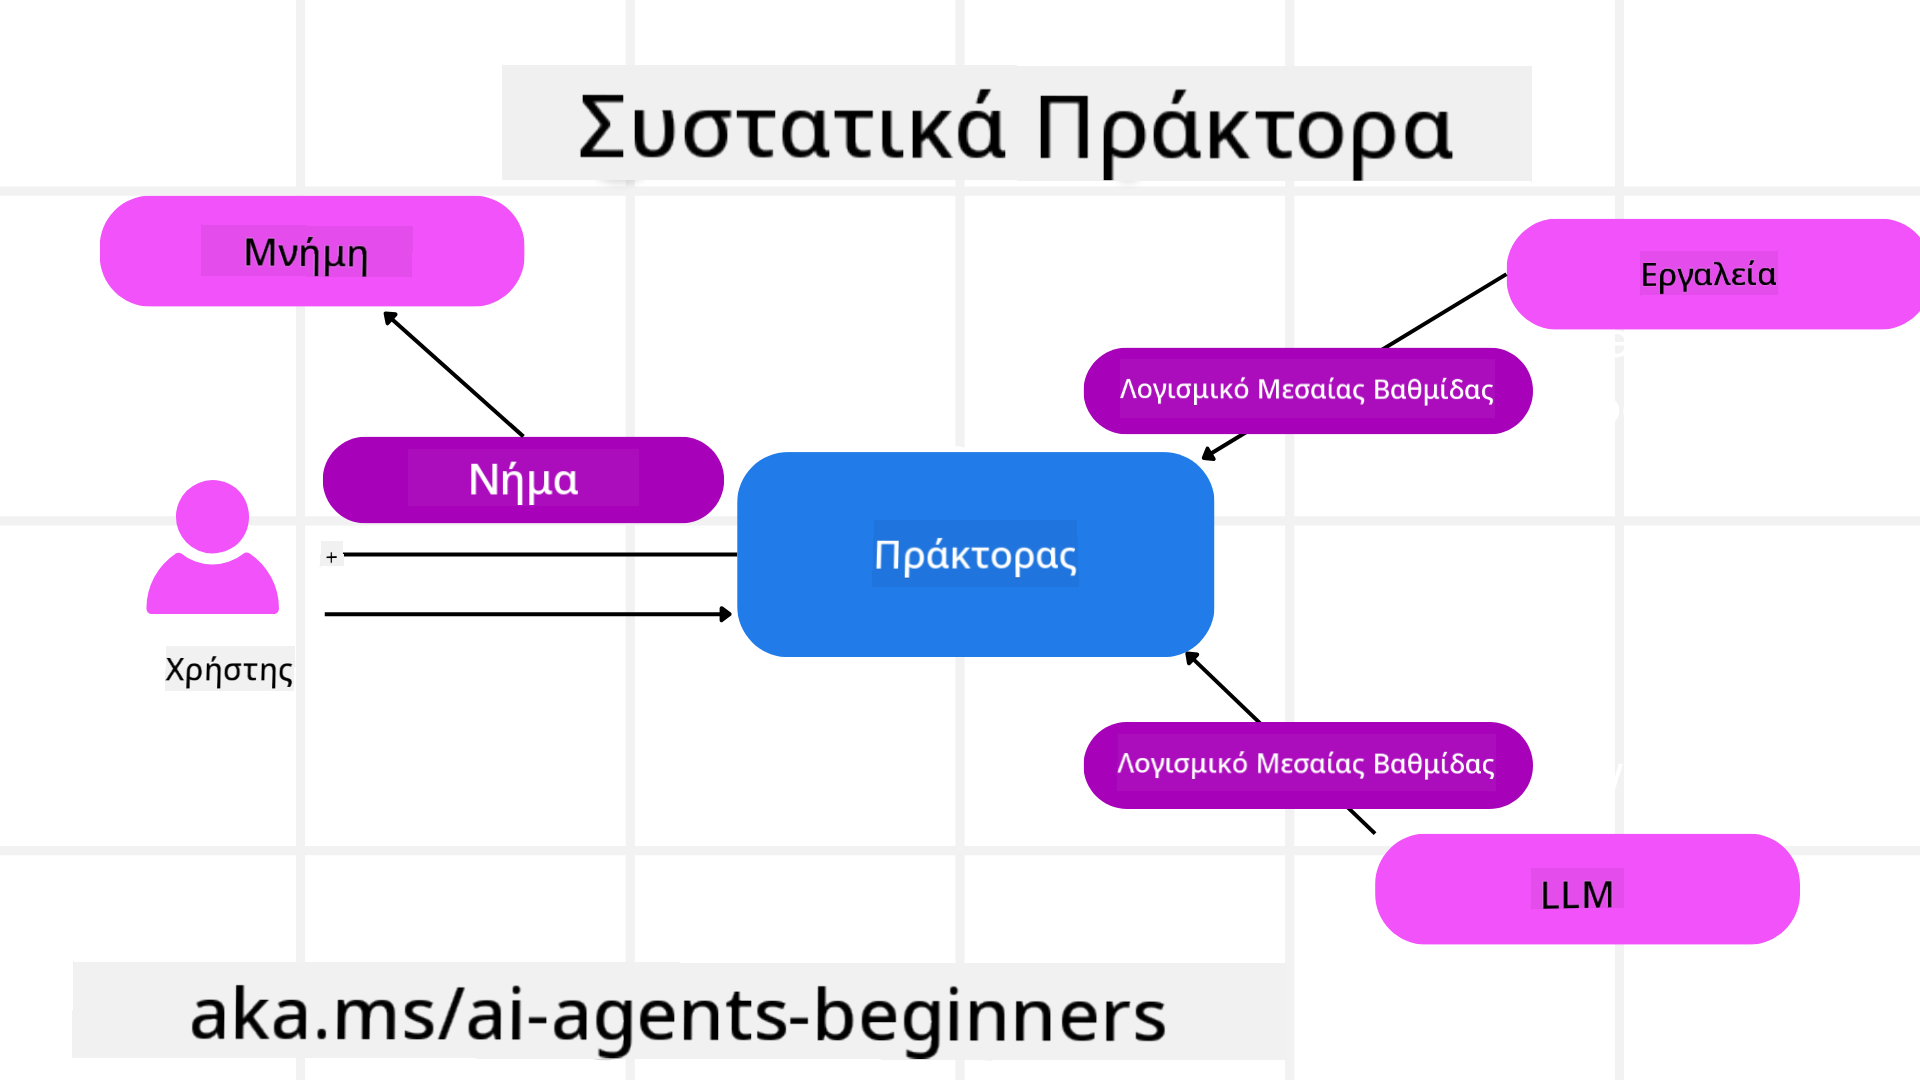 Συστατικά Πράκτορα
Μνήμη
Εργαλεία
Λογισμικό Μεσαίας Βαθμίδας
Νήμα
+
Πράκτορας
Χρήστης
Λογισμικό Μεσαίας Βαθμίδας
LLM
aka.ms/ai-agents-beginners